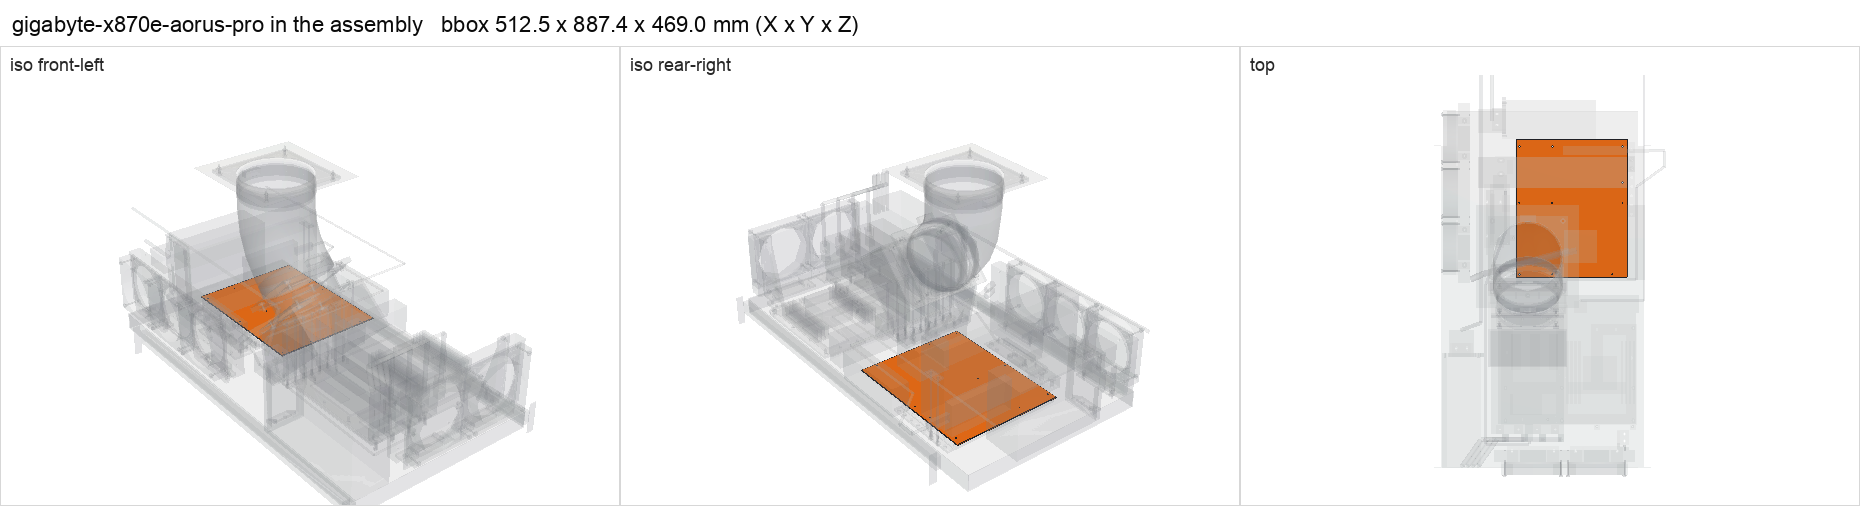 gigabyte-x870e-aorus-pro in the assembly   bbox 512.5 x 887.4 x 469.0 mm (X x Y x Z)
iso front-left
iso rear-right
top